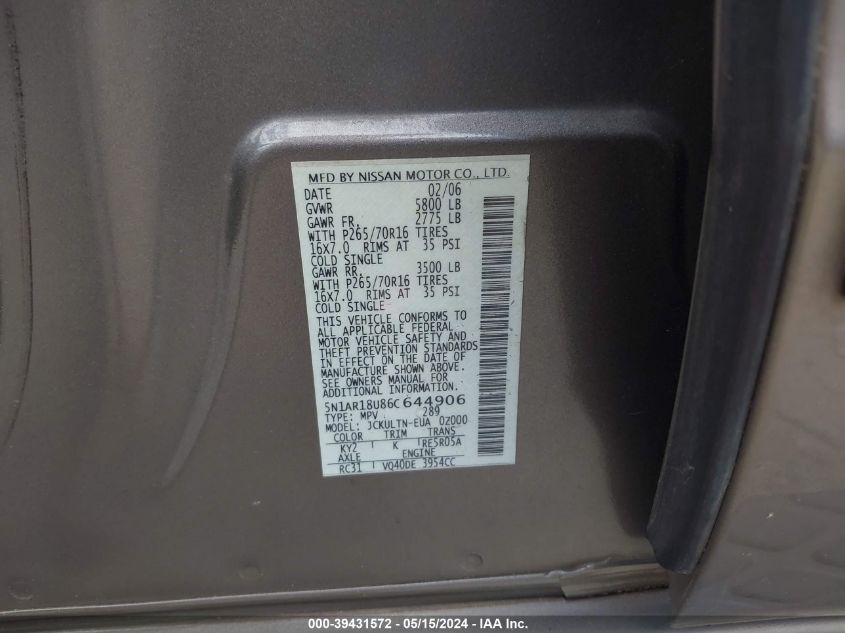 MFD BY NISSAN MOTOR CO., LTD.
DATE 02/06
GVWR 5800 LB
GAWR FR. 2775 LB
WITH P265/70R16 TIRES
16X7.0 RIMS AT 35 PSI
COLD SINGLE
GAWR RR. 3500 LB
WITH P265/70R16 TIRES
16X7.0 RIMS AT 35 PSI
COLD SINGLE
THIS VEHICLE CONFORMS TO
ALL APPLICABLE FEDERAL
MOTOR VEHICLE SAFETY AND
THEFT PREVENTION STANDARDS
IN EFFECT ON THE DATE OF
MANUFACTURE SHOWN ABOVE.
SEE OWNERS MANUAL FOR
ADDITIONAL INFORMATION
5N1AR18U86C644906
TYPE: MPV 289
MODEL: JCKULTN-EUA 02000
COLOR TRIM TRANS
KY2 K RE5R05A
AXLE ENGINE
RC31 VQ40DE 3954CC
000-39431572 - 05/15/2024 - IAA Inc.